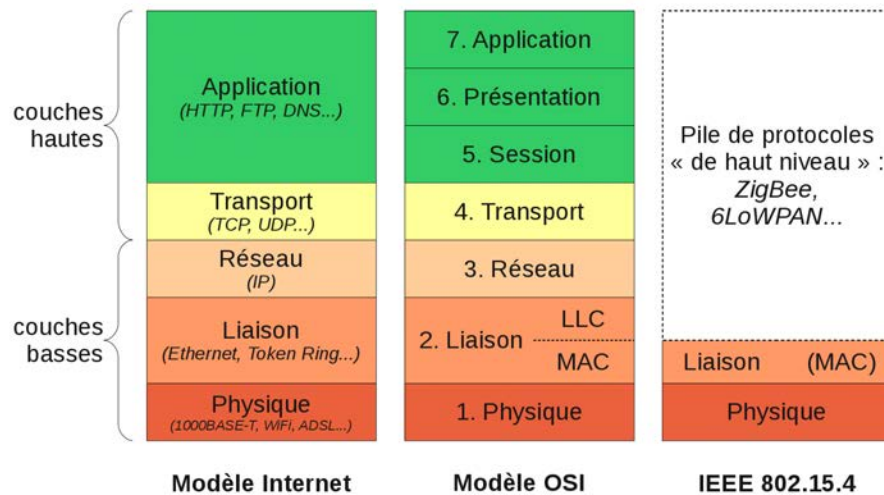 couches
hautes
couches
basses
Application
(HTTP, FTP, DNS...)
Transport
(TCP, UDP...)
Réseau
(IP)
Liaison
(Ethernet, Token Ring...)
Physique
(1000BASE-T, WiFi, ADSL...)
Modèle Internet
7. Application
6. Présentation
5. Session
4. Transport
3. Réseau
2. Liaison
LLC
MAC
1. Physique
Modèle OSI
Pile de protocoles
« de haut niveau » :
ZigBee,
6LoWPAN...
Liaison (MAC)
Physique
IEEE 802.15.4